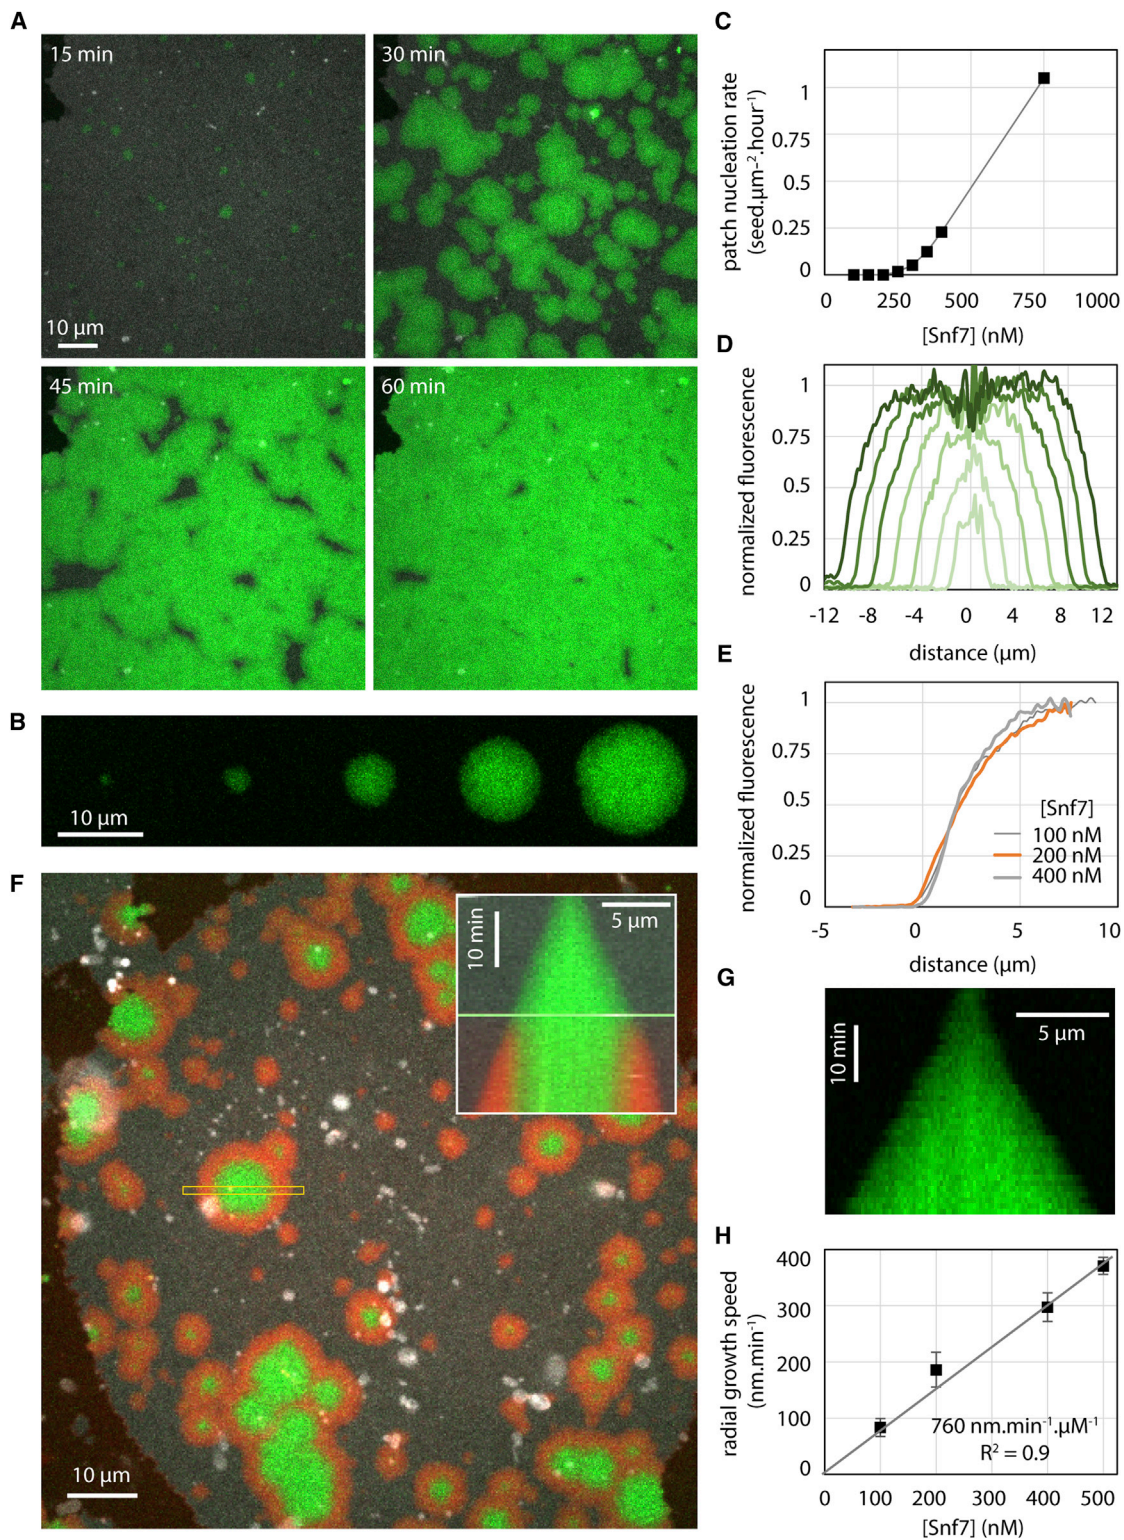 A
15 min
30 min
10 µm
45 min
60 min
B
10 µm
C
patch nucleation rate
(seed.µm-².hour⁻¹)
1
0.75
0.5
0.25
0
0 250 500 750 1000
[Snf7] (nM)
D
normalized fluorescence
1
0.75
0.5
0.25
0
-12 -8 -4 0 4 8 12
distance (µm)
E
normalized fluorescence
1
0.75
0.5
0.25
0
[Snf7]
100 nM
200 nM
400 nM
-5 0 5 10
distance (µm)
F
10 min
5 µm
10 µm
G
10 min
5 µm
H
radial growth speed
(nm.min⁻¹)
400
300
200
100
0
760 nm.min⁻¹.µM⁻¹
R² = 0.9
0 100 200 300 400 500
[Snf7] (nM)